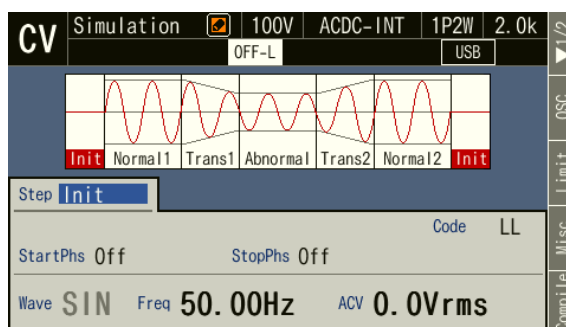 CV Simulation 100V ACDC-INT 1P2W 2.0k
OFF-L USB
▼1/2
OSC
Limit
Misc
Compile
Init Normal1 Trans1 Abnormal Trans2 Normal2 Init
Step Init
Code LL
StartPhs Off StopPhs Off
Wave SIN Freq 50.00Hz ACV 0.0Vrms